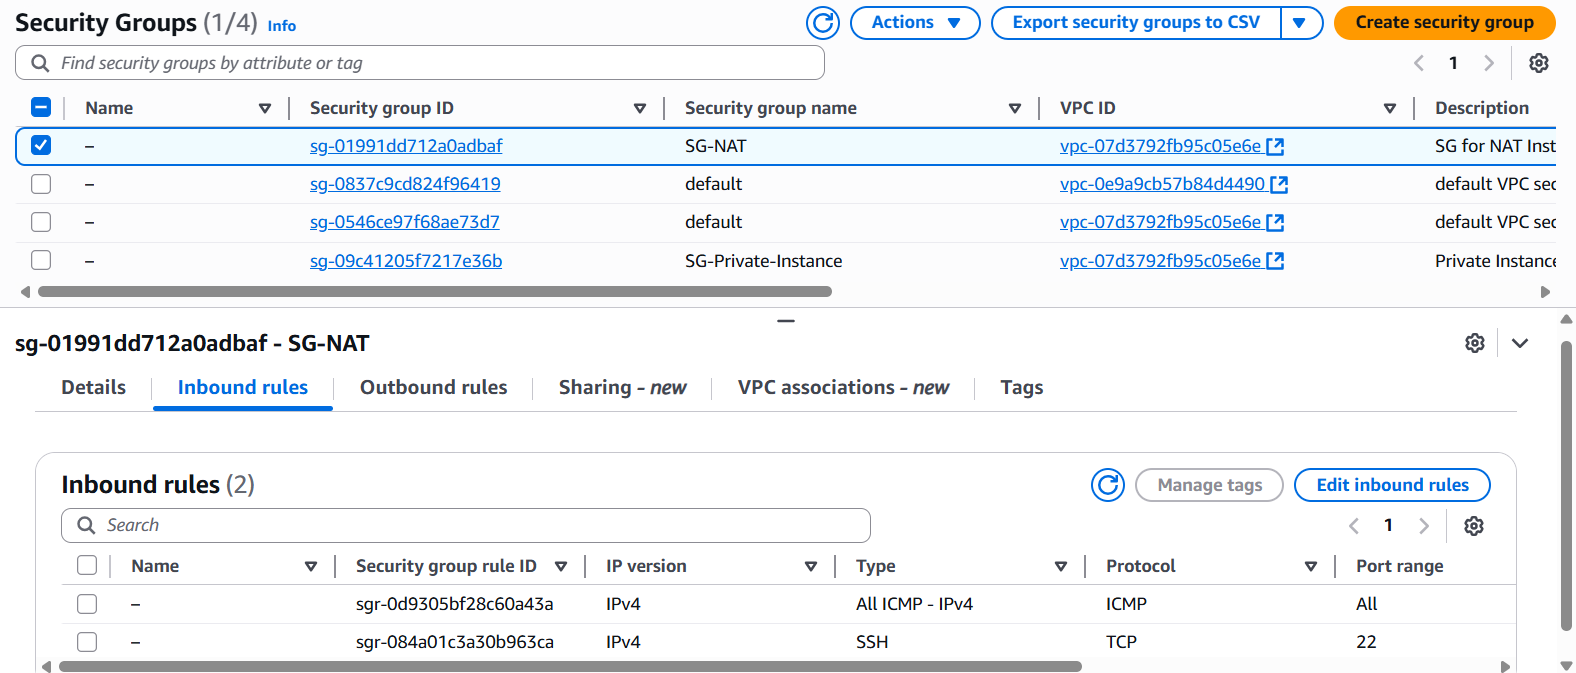 Security Groups (1/4) Info
Actions
Export security groups to CSV
Create security group
Find security groups by attribute or tag
1
Name Security group ID Security group name VPC ID Description
– sg-01991dd712a0adbaf SG-NAT vpc-07d3792fb95c05e6e SG for NAT Inst
– sg-0837c9cd824f96419 default vpc-0e9a9cb57b84d4490 default VPC sec
– sg-0546ce97f68ae73d7 default vpc-07d3792fb95c05e6e default VPC sec
– sg-09c41205f7217e36b SG-Private-Instance vpc-07d3792fb95c05e6e Private Instance
sg-01991dd712a0adbaf - SG-NAT
Details Inbound rules Outbound rules Sharing - new VPC associations - new Tags
Inbound rules (2)
Manage tags
Edit inbound rules
Search
1
Name Security group rule ID IP version Type Protocol Port range
– sgr-0d9305bf28c60a43a IPv4 All ICMP - IPv4 ICMP All
– sgr-084a01c3a30b963ca IPv4 SSH TCP 22